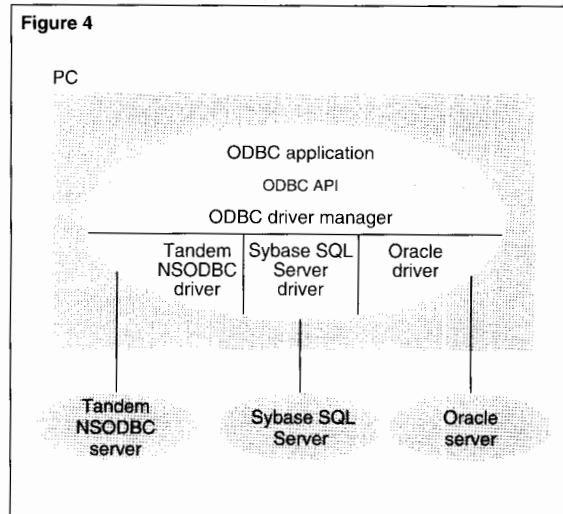 Figure 4
PC
ODBC application
ODBC API
ODBC driver manager
Tandem
NSODBC
driver
Sybase SQL
Server
driver
Oracle
driver
Tandem
NSODBC
server
Sybase SQL
Server
Oracle
server